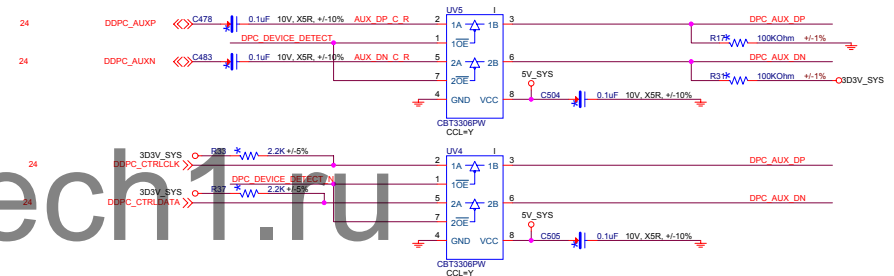 UV5 I
24 DDPC_AUXP C478 0.1uF 10V, X5R, +/-10% AUX_DP_C_R 2 1A 1B 3 DPC_AUX_DP
DPC_DEVICE_DETECT 1 1OE R17 100KOhm +/-1%
24 DDPC_AUXN C483 0.1uF 10V, X5R, +/-10% AUX_DN_C_R 5 2A 2B 6 DPC_AUX_DN
7 2OE 5V_SYS R31 100KOhm +/-1% 3D3V_SYS
4 GND VCC 8 C504 0.1uF 10V, X5R, +/-10%
CBT3306PW
CCL=Y
UV4 I
3D3V_SYS R33 2.2K +/-5%
24 DDPC_CTRLCLK 2 1A 1B 3 DPC_AUX_DP
DPC_DEVICE_DETECT_N 1 1OE
3D3V_SYS R37 2.2K +/-5%
24 DDPC_CTRLDATA 5 2A 2B 6 DPC_AUX_DN
7 2OE 5V_SYS
4 GND VCC 8 C505 0.1uF 10V, X5R, +/-10%
CBT3306PW
CCL=Y
ech1.ru